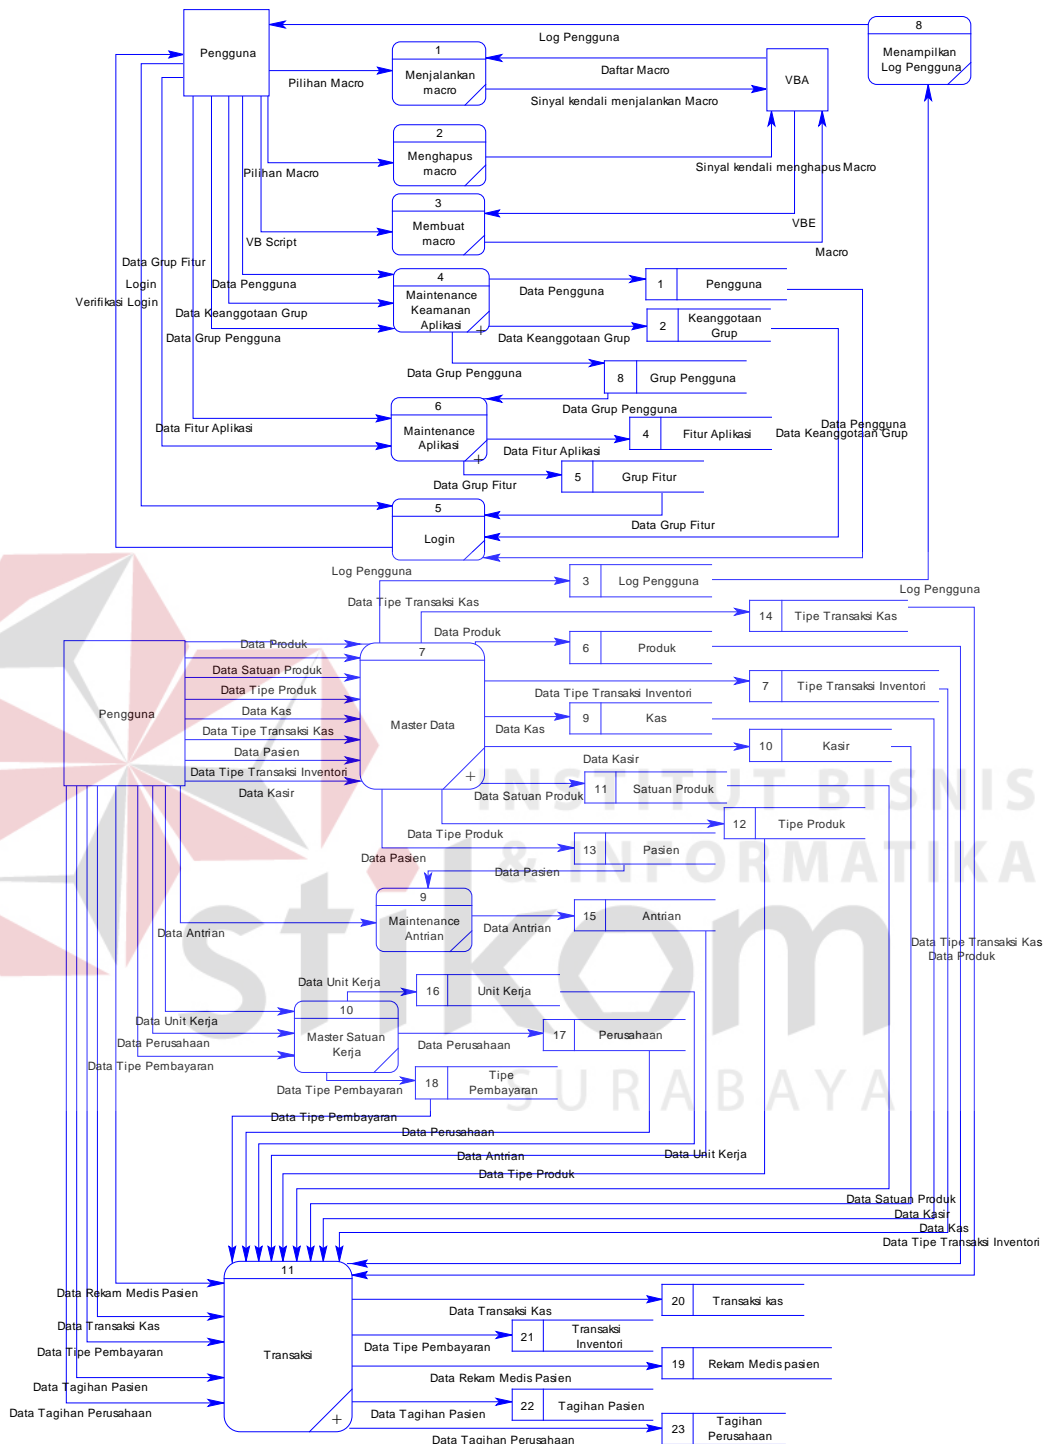 Log Pengguna
8
Menampilkan
Log Pengguna
Pengguna
1
Menjalankan
macro
Pilihan Macro
Daftar Macro
Sinyal kendali menjalankan Macro
VBA
2
Menghapus
macro
Pilihan Macro
Sinyal kendali menghapus Macro
3
Membuat
macro
VB Script
VBE
Macro
Data Grup Fitur
Login
Verifikasi Login
Data Pengguna
Data Keanggotaan Grup
Data Grup Pengguna
4
Maintenance
Keamanan
Aplikasi
+
Data Pengguna
1
Pengguna
Data Keanggotaan Grup
2
Keanggotaan
Grup
Data Grup Pengguna
8
Grup Pengguna
Data Grup Pengguna
6
Maintenance
Aplikasi
+
Data Fitur Aplikasi
Data Fitur Aplikasi
4
Fitur Aplikasi
Data Pengguna
Data Keanggotaan Grup
Data Grup Fitur
5
Grup Fitur
5
Login
Data Grup Fitur
Log Pengguna
3
Log Pengguna
Log Pengguna
Data Tipe Transaksi Kas
14
Tipe Transaksi Kas
Pengguna
Data Produk
Data Satuan Produk
Data Tipe Produk
Data Kas
Data Tipe Transaksi Kas
Data Pasien
Data Tipe Transaksi Inventori
Data Kasir
7
Master Data
+
Data Produk
6
Produk
Data Tipe Transaksi Inventori
7
Tipe Transaksi Inventori
Data Kas
9
Kas
Data Kasir
10
Kasir
Data Satuan Produk
11
Satuan Produk
Data Tipe Produk
12
Tipe Produk
Data Pasien
13
Pasien
Data Pasien
INSTITUT BISNIS
& INFORMATIKA
stikom
SURABAYA
9
Maintenance
Antrian
Data Antrian
Data Antrian
15
Antrian
Data Tipe Transaksi Kas
Data Produk
Data Unit Kerja
16
Unit Kerja
10
Master Satuan
Kerja
Data Unit Kerja
Data Perusahaan
Data Tipe Pembayaran
Data Perusahaan
17
Perusahaan
Data Tipe Pembayaran
18
Tipe
Pembayaran
Data Tipe Pembayaran
Data Perusahaan
Data Antrian
Data Unit Kerja
Data Tipe Produk
Data Satuan Produk
Data Kasir
Data Kas
Data Tipe Transaksi Inventori
11
Transaksi
+
Data Rekam Medis Pasien
Data Transaksi Kas
Data Tipe Pembayaran
Data Tagihan Pasien
Data Tagihan Perusahaan
Data Transaksi Kas
20
Transaksi kas
Data Tipe Pembayaran
21
Transaksi
Inventori
Data Rekam Medis Pasien
19
Rekam Medis pasien
Data Tagihan Pasien
22
Tagihan Pasien
Data Tagihan Perusahaan
23
Tagihan
Perusahaan